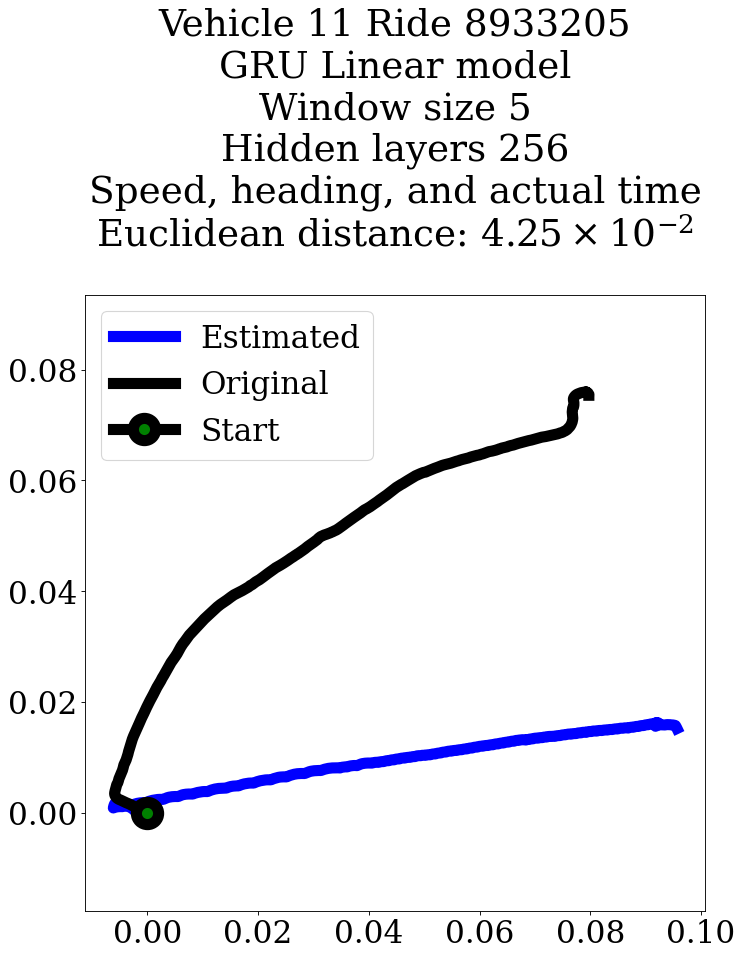 Vehicle 11 Ride 8933205
GRU Linear model
Window size 5
Hidden layers 256
Speed, heading, and actual time
Euclidean distance: 4.25 × 10⁻²
Estimated
Original
Start
0.08
0.06
0.04
0.02
0.00
0.00 0.02 0.04 0.06 0.08 0.10